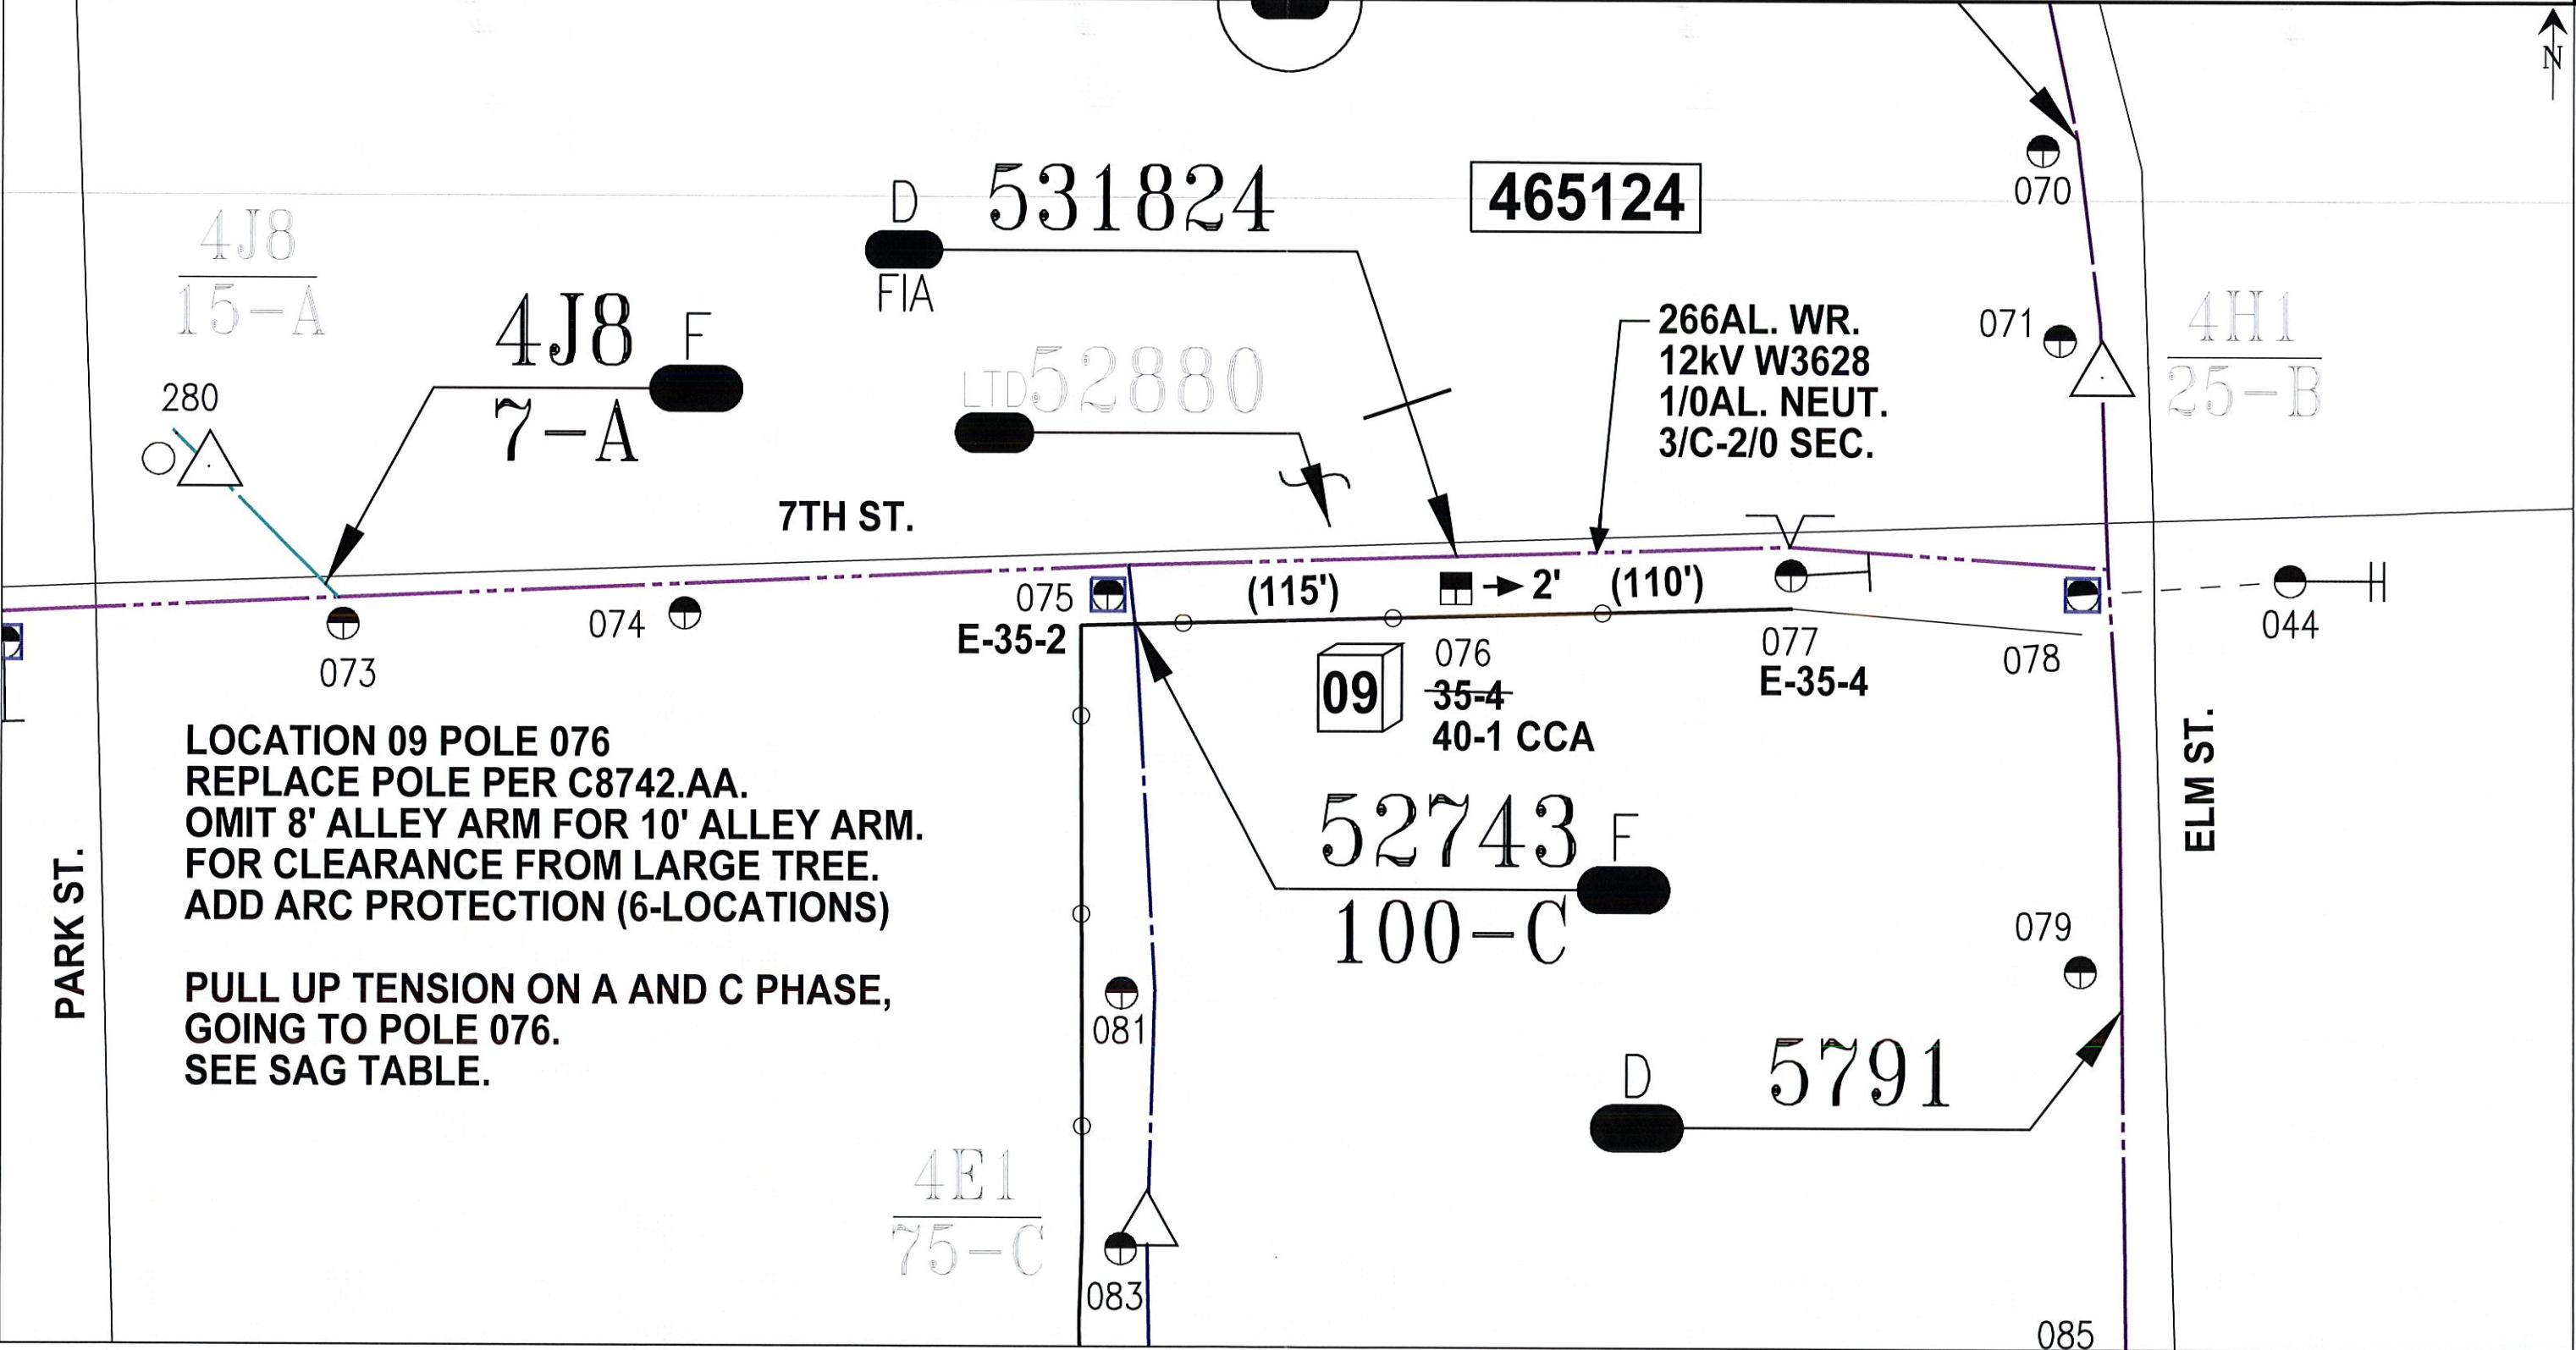 N
D 531824
FIA
465124
070
4J8
15-A
4J8 F
7-A
280
LTD 52880
266AL. WR.
12kV W3628
1/0AL. NEUT.
3/C-2/0 SEC.
071
4H1
25-B
7TH ST.
073
074
075
E-35-2
(115')
2'
(110')
076
35-4
40-1 CCA
09
077
E-35-4
078
044
LOCATION 09 POLE 076
REPLACE POLE PER C8742.AA.
OMIT 8' ALLEY ARM FOR 10' ALLEY ARM.
FOR CLEARANCE FROM LARGE TREE.
ADD ARC PROTECTION (6-LOCATIONS)
PULL UP TENSION ON A AND C PHASE,
GOING TO POLE 076.
SEE SAG TABLE.
PARK ST.
ELM ST.
52743 F
100-C
079
081
D 5791
4E1
75-C
083
085